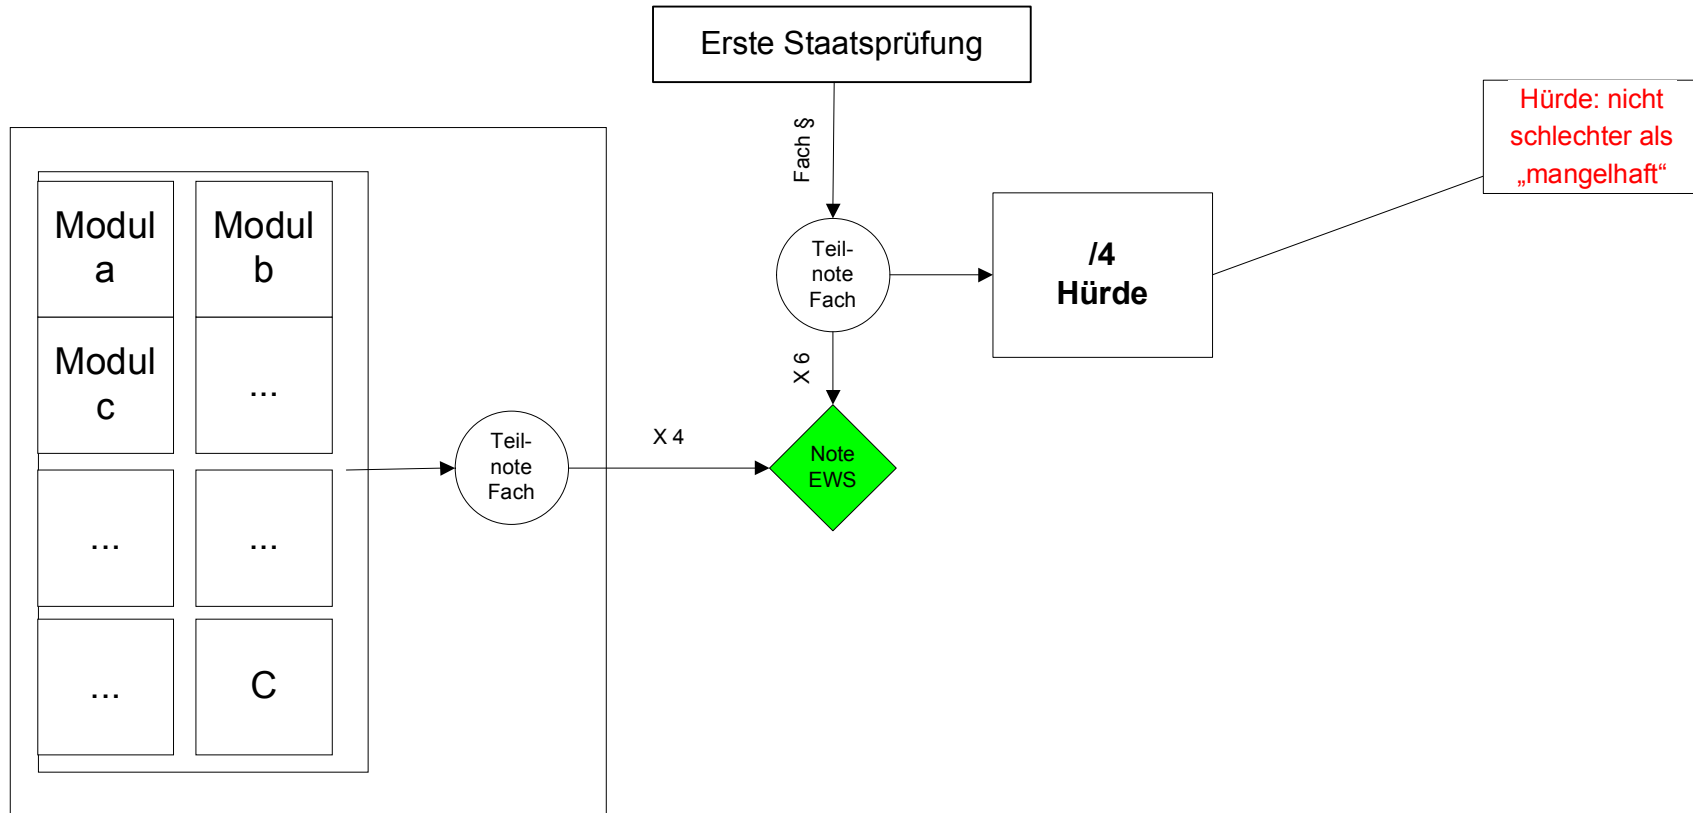 Erste Staatsprüfung
Hürde: nicht
schlechter als
„mangelhaft“
Fach §
Modul
a
Modul
b
Teil-
note
Fach
/4
Hürde
Modul
c
...
X 6
Teil-
note
Fach
X 4
Note
EWS
...
...
...
C